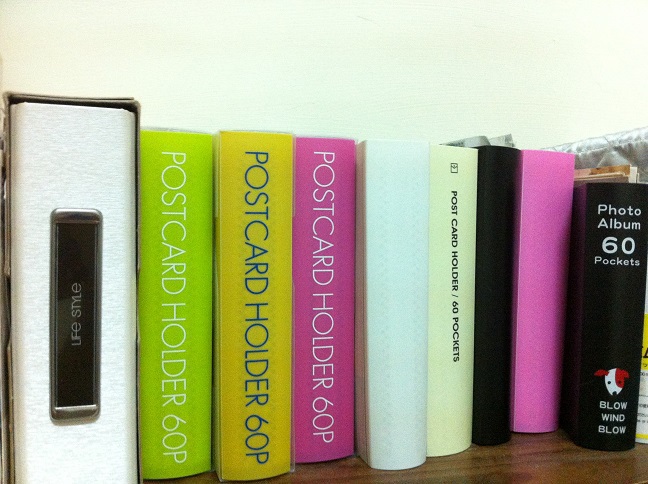 LIFE STYLE
POSTCARD HOLDER 60P
POSTCARD HOLDER 60P
POSTCARD HOLDER 60P
POST CARD HOLDER / 60 POCKETS
Photo
Album
60
Pockets
BLOW
WIND
BLOW